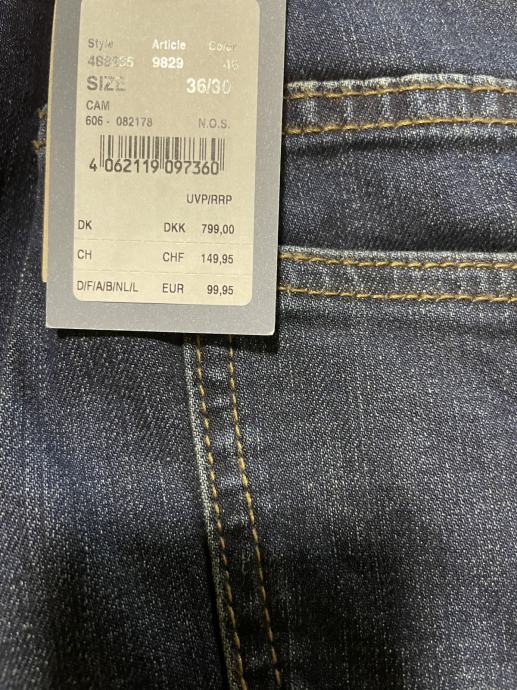 Style Article Color
9829 46
SIZE 36/30
CAM
606 - 082178 N.O.S.
4 062119 097360
UVP/RRP
DK DKK 799,00
CH CHF 149,95
D/F/A/B/NL/L EUR 99,95